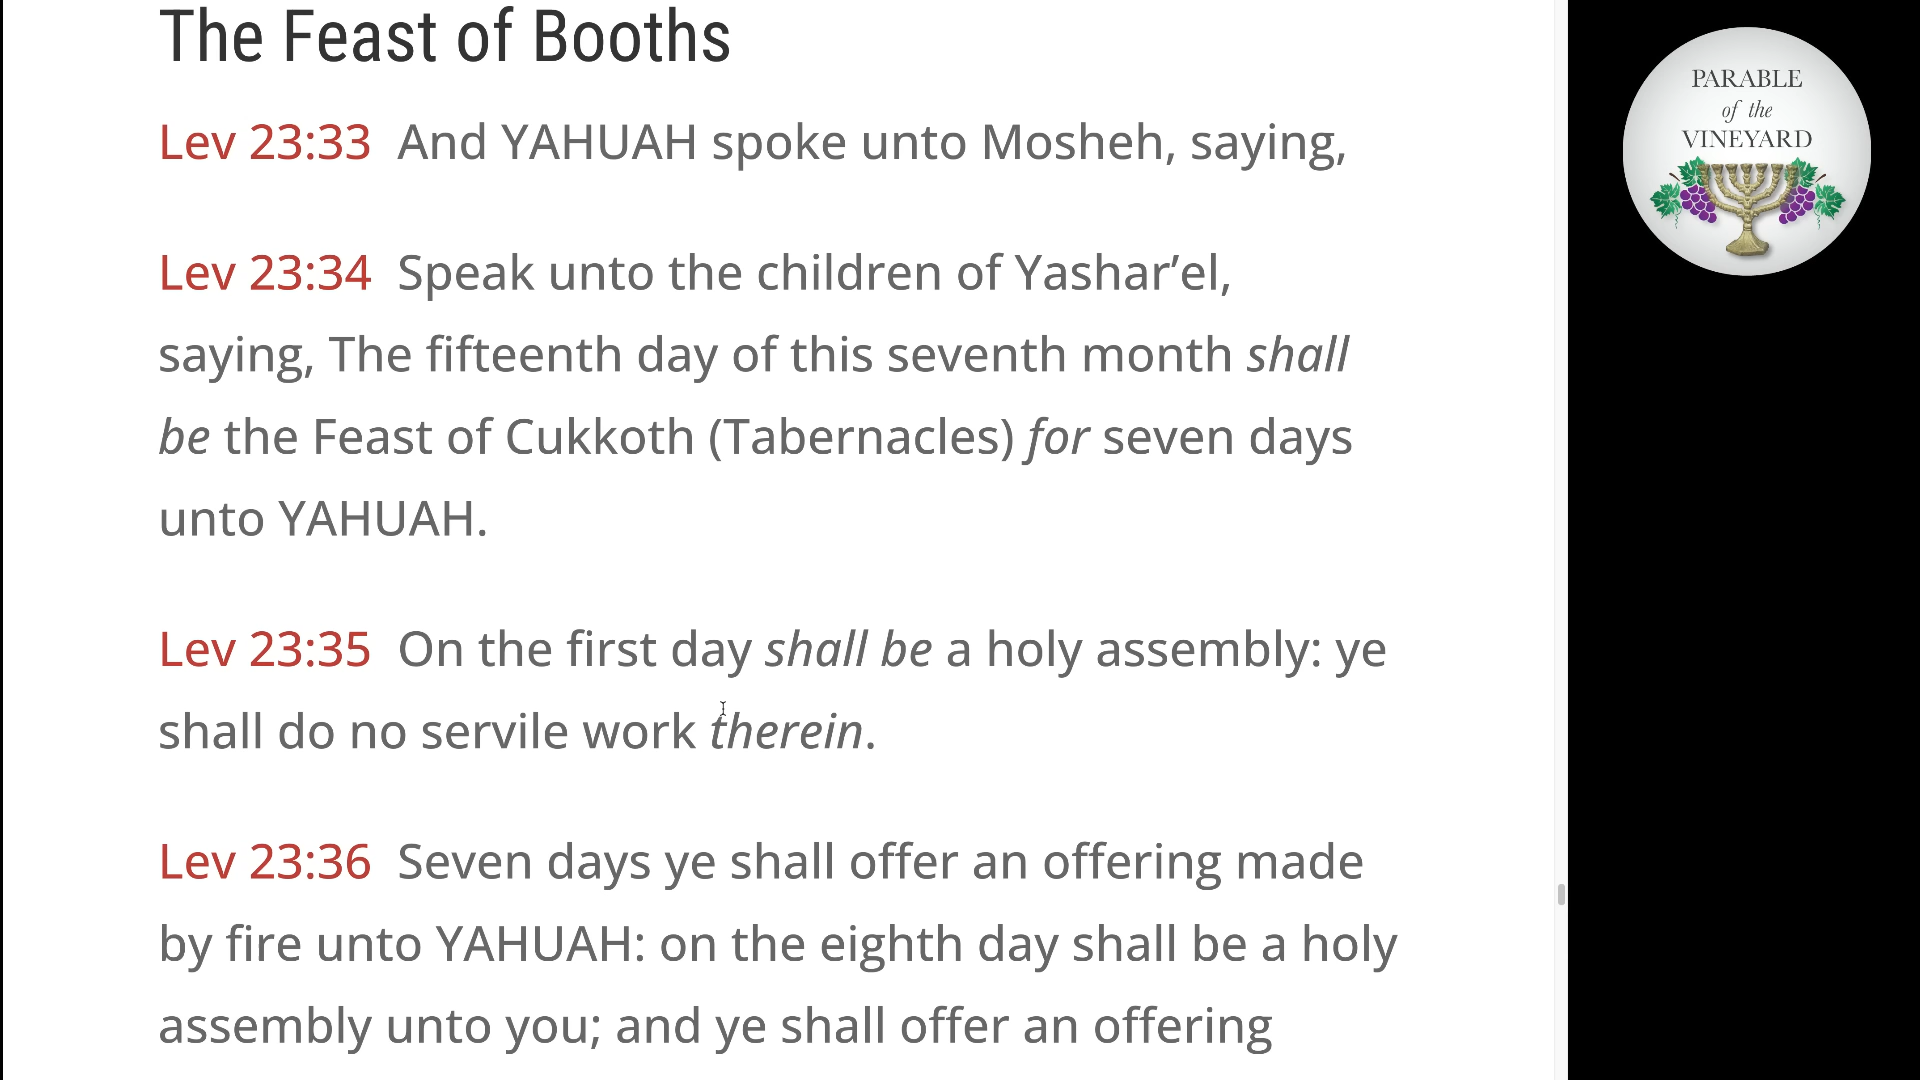 The Feast of Booths
Lev 23:33 And YAHUAH spoke unto Mosheh, saying,
Lev 23:34 Speak unto the children of Yashar’el,
saying, The fifteenth day of this seventh month shall
be the Feast of Cukkoth (Tabernacles) for seven days
unto YAHUAH.
Lev 23:35 On the first day shall be a holy assembly: ye
shall do no servile work therein.
Lev 23:36 Seven days ye shall offer an offering made
by fire unto YAHUAH: on the eighth day shall be a holy
assembly unto you; and ye shall offer an offering
PARABLE
of the
VINEYARD